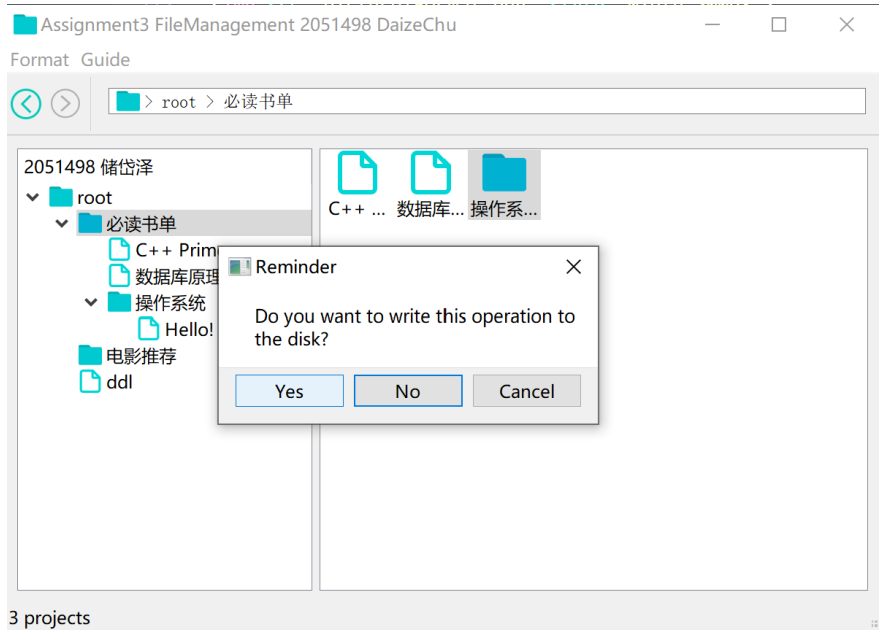 Assignment3 FileManagement 2051498 DaizeChu
Format Guide
> root > 必读书单
2051498 储岱泽
root
必读书单
C++ Prim
数据库原理
操作系统
Hello!
电影推荐
ddl
C++ ... 数据库... 操作系...
Reminder
Do you want to write this operation to
the disk?
Yes No Cancel
3 projects